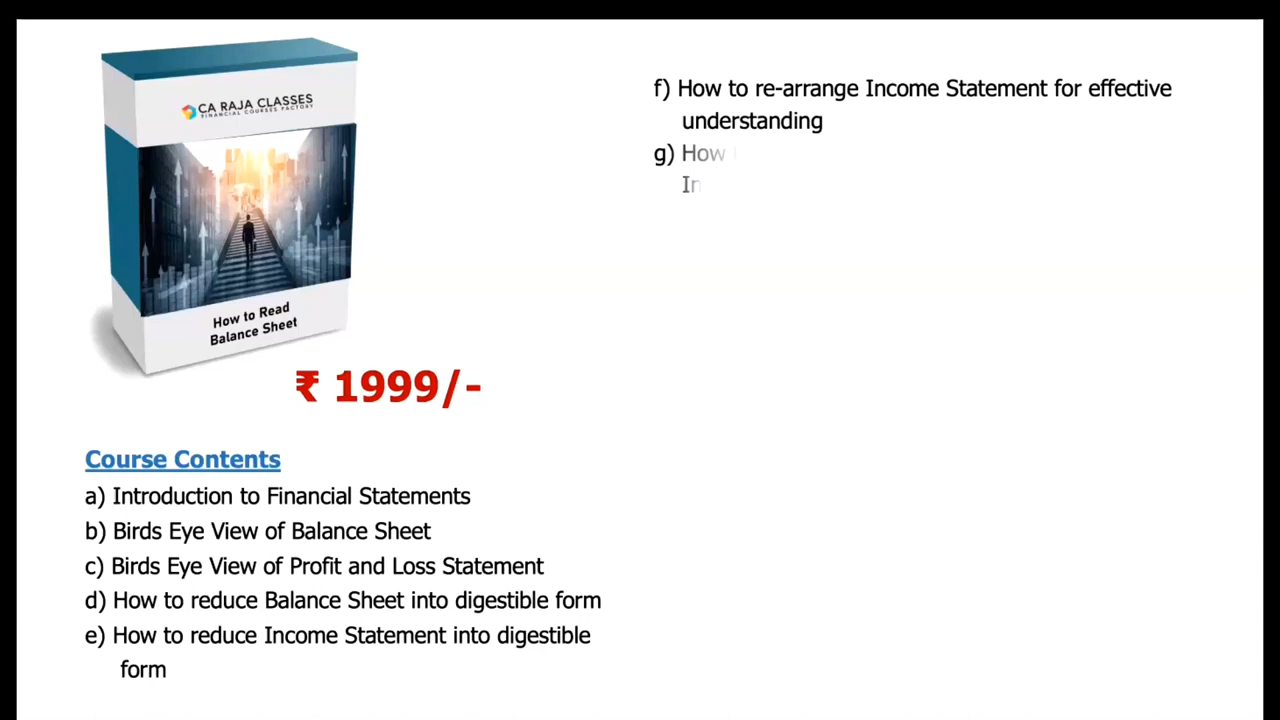 CA RAJA CLASSES
FINANCIAL COURSES FACTORY
How to Read
Balance Sheet
₹ 1999/-
Course Contents
a) Introduction to Financial Statements
b) Birds Eye View of Balance Sheet
c) Birds Eye View of Profit and Loss Statement
d) How to reduce Balance Sheet into digestible form
e) How to reduce Income Statement into digestible
form
f) How to re-arrange Income Statement for effective
understanding
g) How